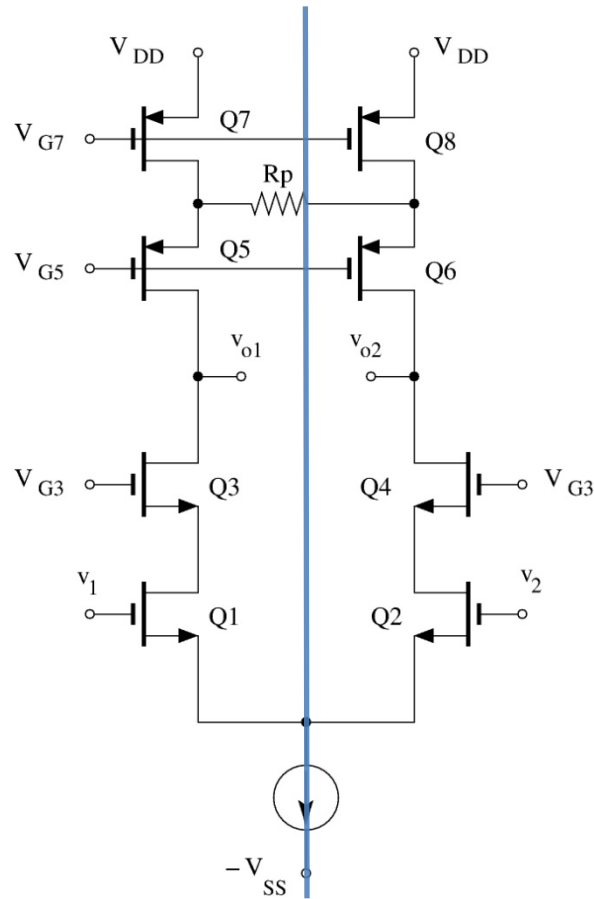 V DD V DD
V G7 Q7 Q8
Rp
V G5 Q5 Q6
v o1 v o2
V G3 Q3 Q4 V G3
v 1 Q1 Q2 v 2
−V SS